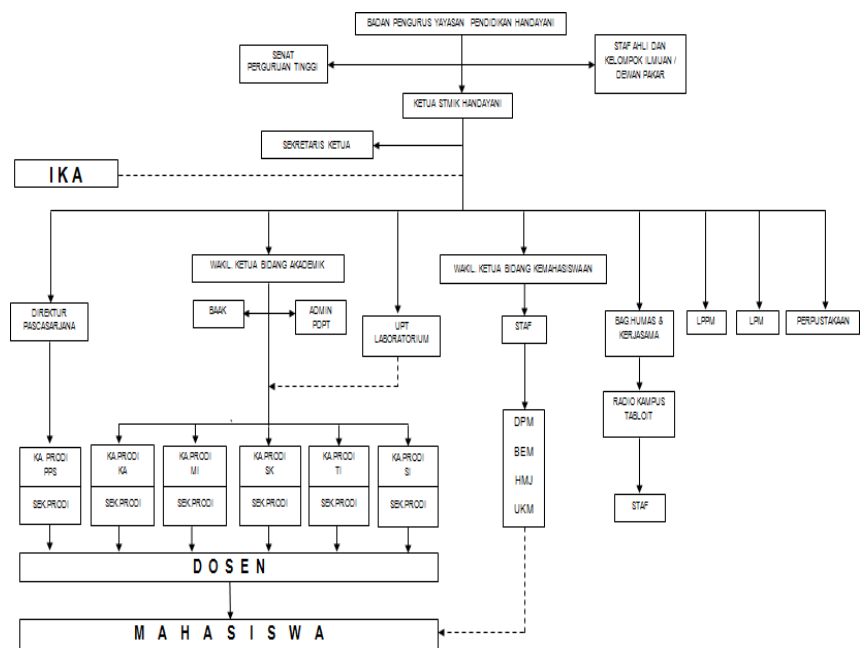 BADAN PENGURUS YAYASAN PENDIDIKAN HANDAYANI
SENAT
PERGURUAN TINGGI
STAF AHLI DAN
KELOMPOK ILMUAN /
DEWAN PAKAR
KETUA STMIK HANDAYANI
SEKRETARIS KETUA
IKA
WAKIL. KETUA BIDANG AKADEMIK
WAKIL. KETUA BIDANG KEMAHASISWAAN
DIREKTUR
PASCASARJANA
BAAK
ADMIN
PDPT
UPT
LABORATORIUM
STAF
BAG.HUMAS &
KERJASAMA
LPPM
LPM
PERPUSTAKAAN
RADIO KAMPUS
TABLOIT
STAF
DPM
BEM
HMJ
UKM
KA. PRODI
PPS
SEK.PRODI
KA.PRODI
KA
SEK.PRODI
KA.PRODI
MI
SEK.PRODI
KA.PRODI
SK
SEK.PRODI
KA.PRODI
TI
SEK.PRODI
KA.PRODI
SI
SEK.PRODI
DOSEN
MAHASISWA